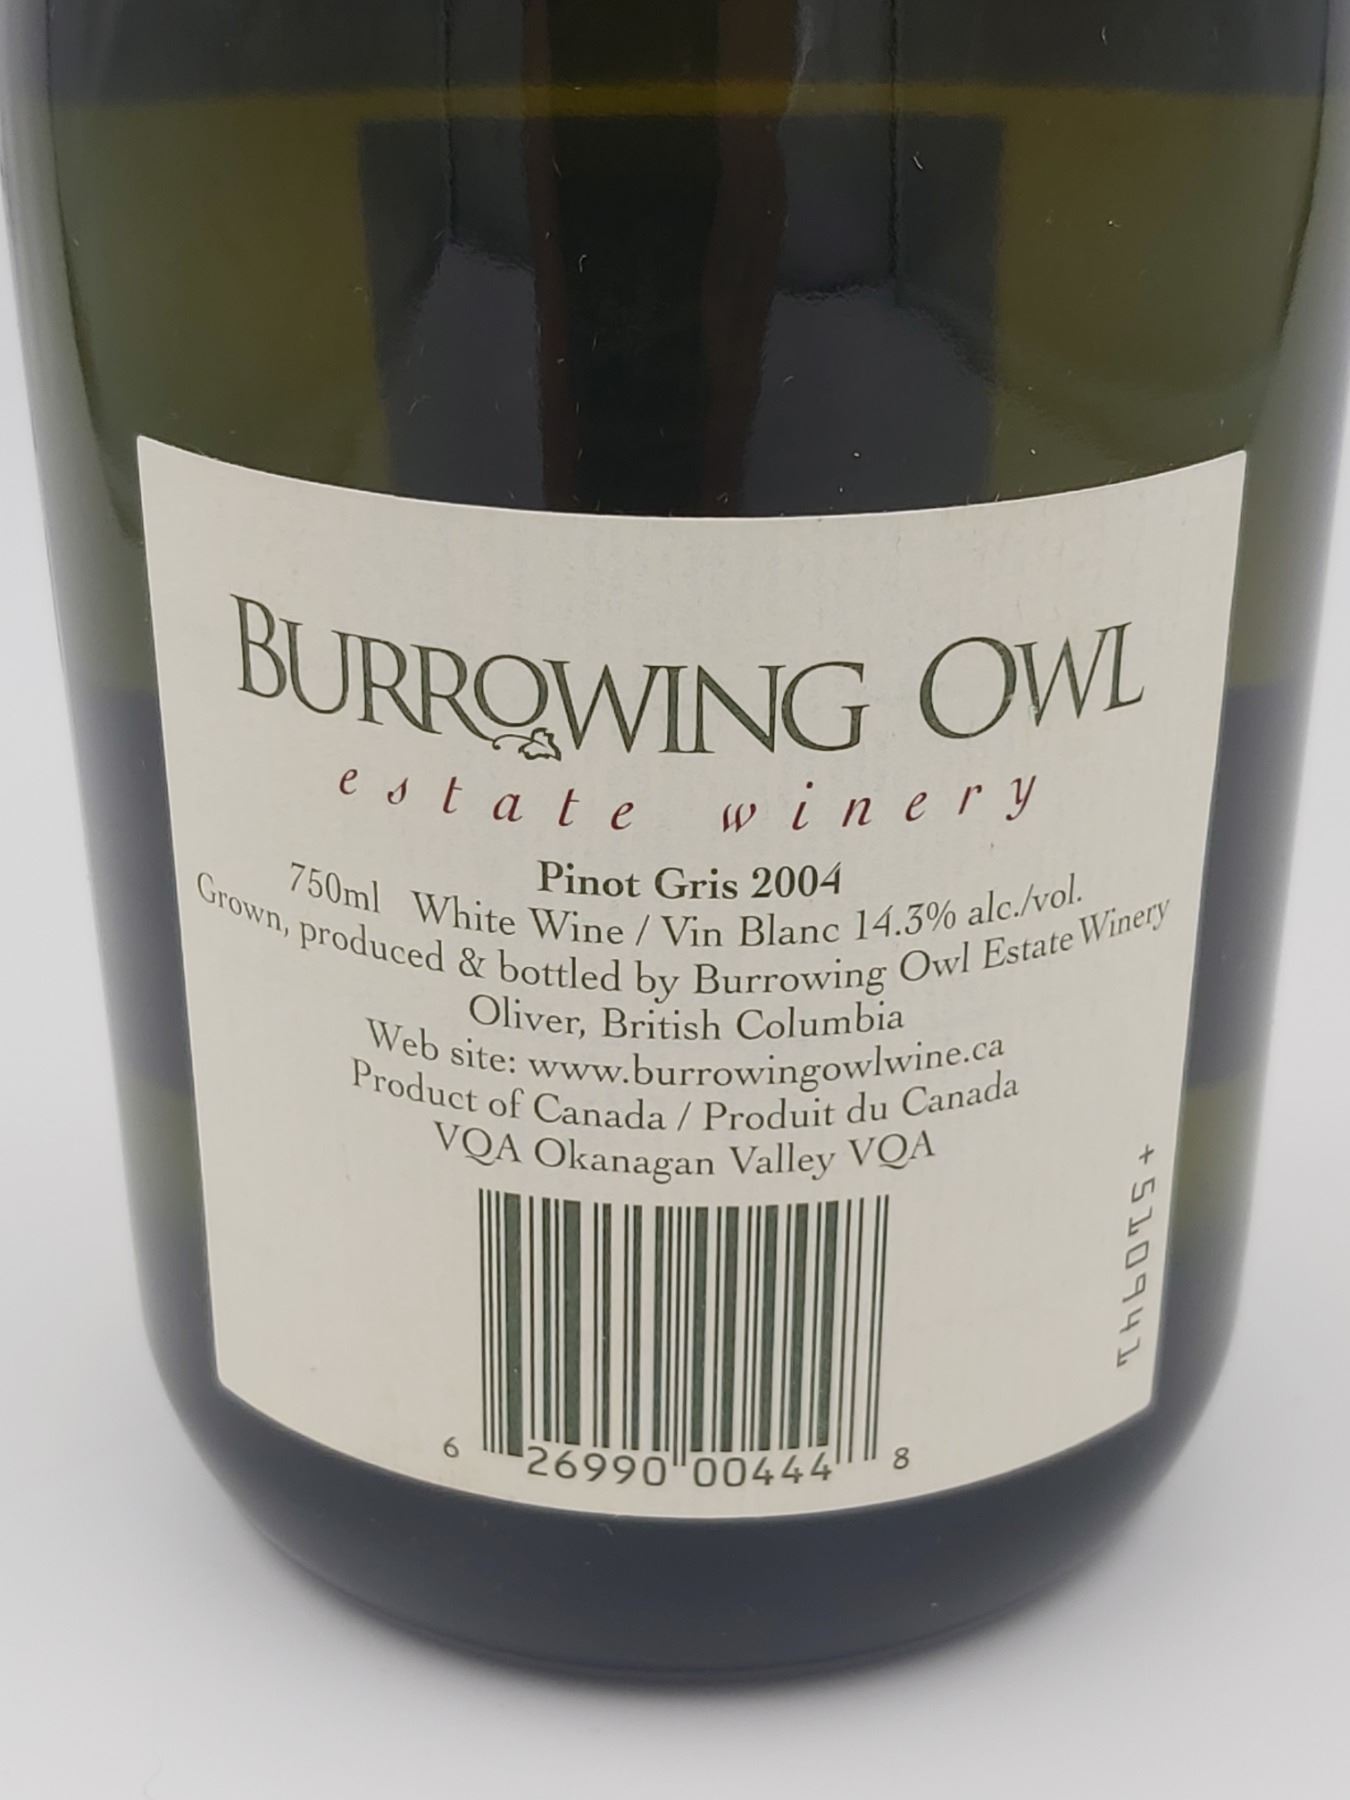 BURROWING OWL
estate winery
Pinot Gris 2004
750ml White Wine / Vin Blanc 14.3% alc./vol.
Grown, produced & bottled by Burrowing Owl Estate Winery
Oliver, British Columbia
Web site: www.burrowingowlwine.ca
Product of Canada / Produit du Canada
VQA Okanagan Valley VQA
6 26990 00444 8
+510941